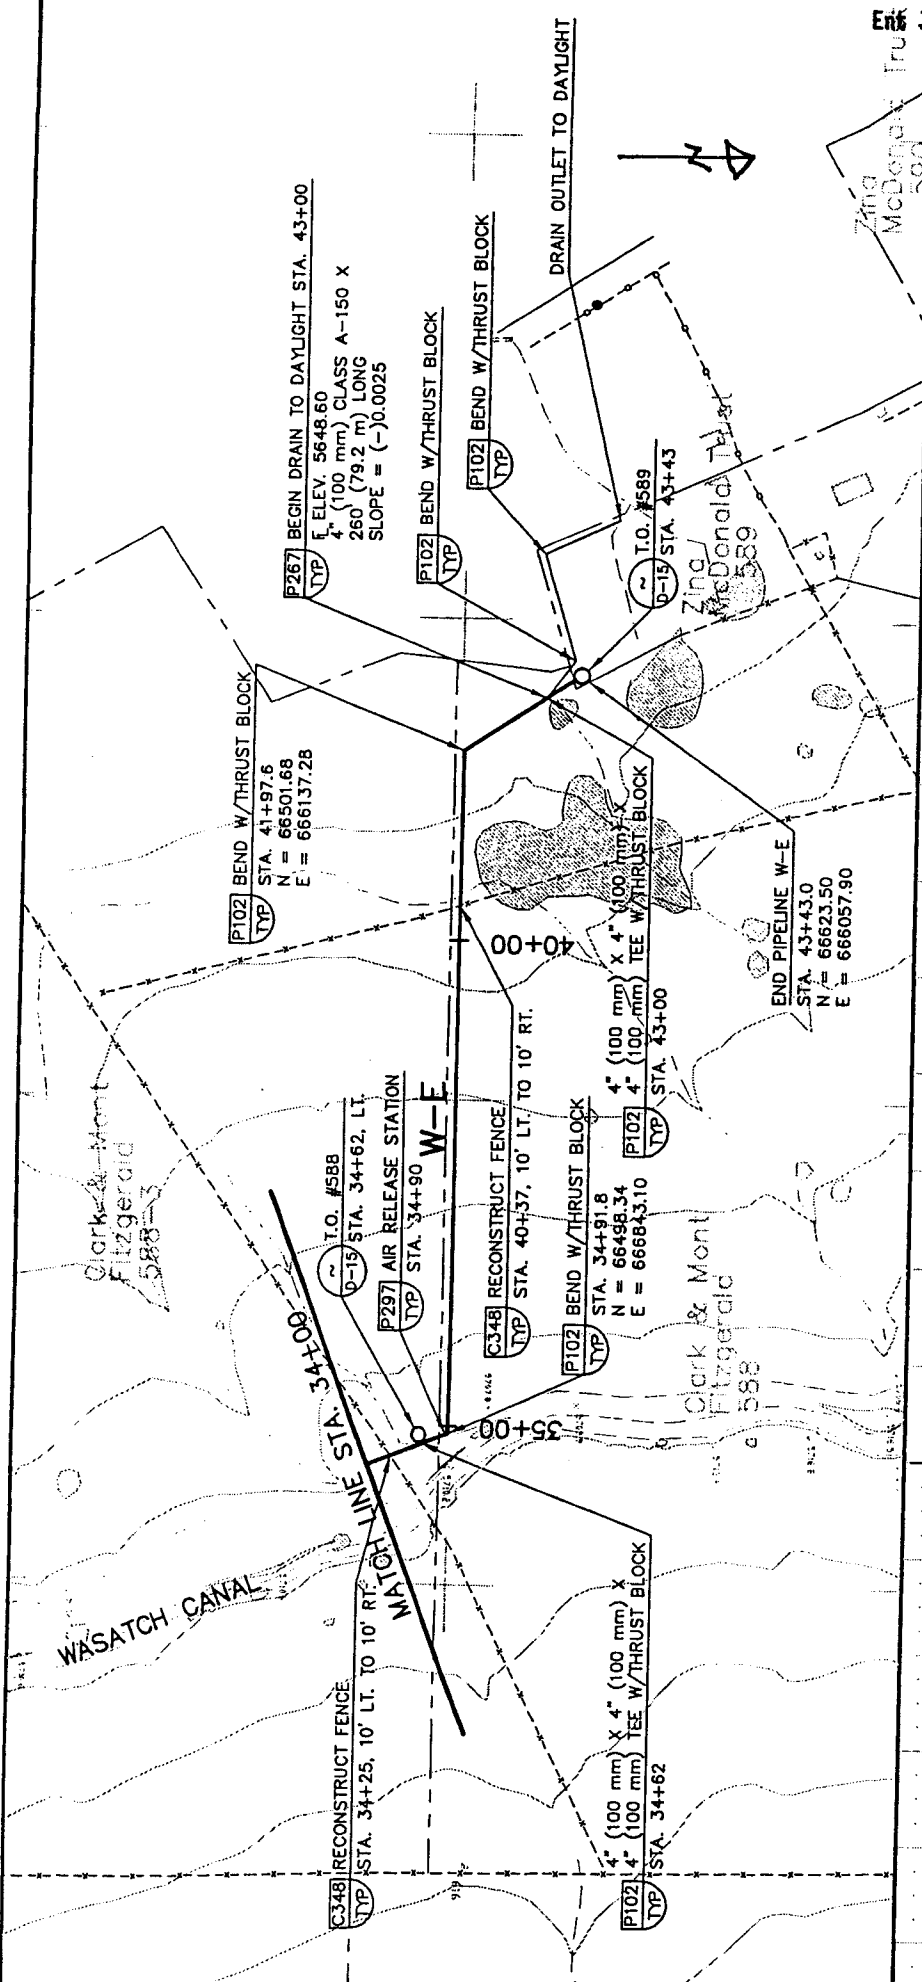 WASATCH CANAL
C348 RECONSTRUCT FENCE
TYP STA. 34+25, 10' LT. TO 10' RT.
MATCH LINE STA. 34+00
P102 4" (100 mm) X 4" (100 mm) X
4" (100 mm) TEE W/THRUST BLOCK
TYP STA. 34+62
Clark & Mont
Fitzgerald
588-3
~ T.O. #588
D-15 STA. 34+62, LT.
P297 AIR RELEASE STATION
TYP STA. 34+90
W-E
35+00
C348 RECONSTRUCT FENCE
TYP STA. 40+37, 10' LT. TO 10' RT.
P102 BEND W/THRUST BLOCK
TYP STA. 34+91.8
N = 66498.34
E = 666843.10
Clark & Mont
Fitzgerald
588
P102 4" (100 mm) X 4" (100 mm) X
4" (100 mm) TEE W/THRUST BLOCK
TYP STA. 43+00
40+00
P102 BEND W/THRUST BLOCK
TYP STA. 41+97.6
N = 66501.68
E = 666137.28
END PIPELINE W-E
STA. 43+43.0
N = 66623.50
E = 666057.90
P267 BEGIN DRAIN TO DAYLIGHT STA. 43+00
TYP ELEV. 5648.60
4" (100 mm) CLASS A-150 X
260' (79.2 m) LONG
SLOPE = (-)0.0025
P102 BEND W/THRUST BLOCK
TYP
P102 BEND W/THRUST BLOCK
TYP
~ T.O. #589
D-15 STA. 43+43
Zina
McDonald Trust
589
DRAIN OUTLET TO DAYLIGHT
N
Zina
McDonald Tru